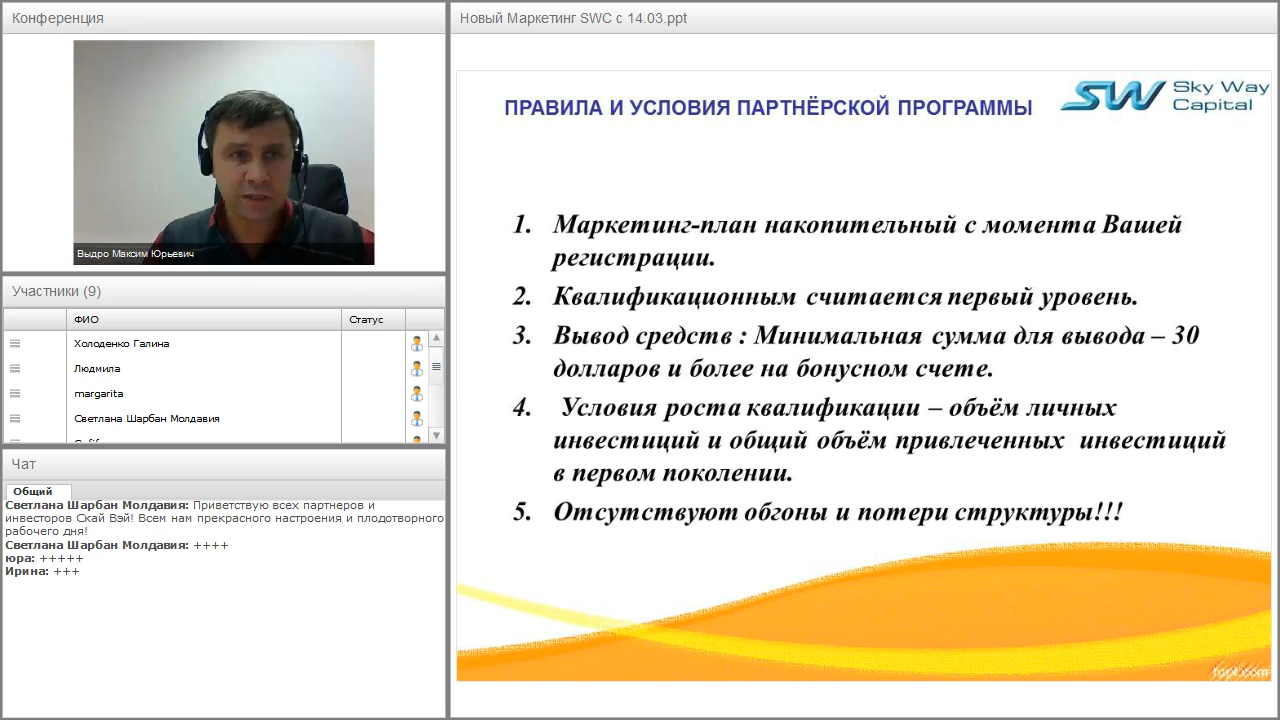 Конференция
Выдро Максим Юрьевич
Участники (9)
ФИО
Статус
Холоденко Галина
Людмила
margarita
Светлана Шарбан Молдавия
Чат
Общий
Светлана Шарбан Молдавия: Приветствую всех партнеров и
инвесторов Скай Вэй! Всем нам прекрасного настроения и плодотворного
рабочего дня!
Светлана Шарбан Молдавия: ++++
юра: +++++
Ирина: +++
Новый Маркетинг SWC с 14.03.ppt
ПРАВИЛА И УСЛОВИЯ ПАРТНЁРСКОЙ ПРОГРАММЫ
SW Sky Way
Capital
1. Маркетинг-план накопительный с момента Вашей
регистрации.
2. Квалификационным считается первый уровень.
3. Вывод средств : Минимальная сумма для вывода – 30
долларов и более на бонусном счете.
4. Условия роста квалификации – объём личных
инвестиций и общий объём привлеченных инвестиций
в первом поколении.
5. Отсутствуют обгоны и потери структуры!!!